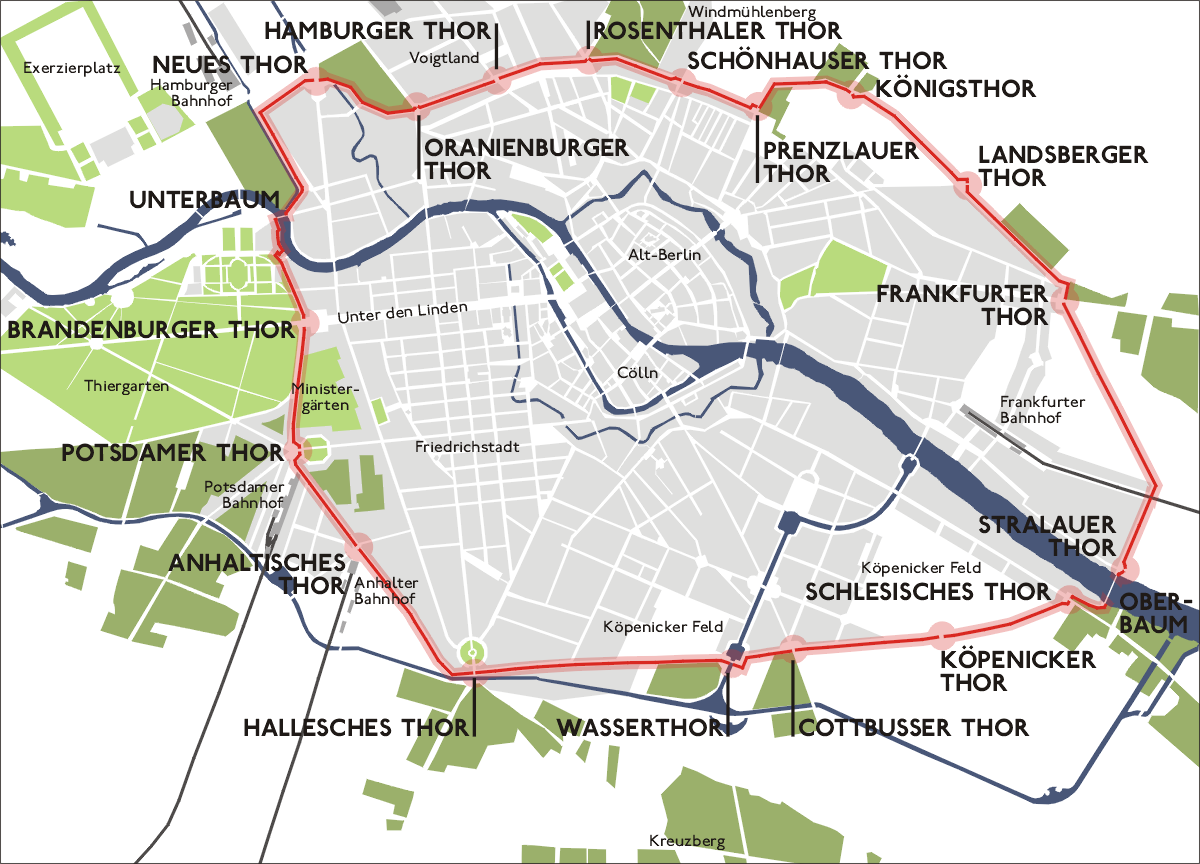 Windmühlenberg
HAMBURGER THOR
ROSENTHALER THOR
Exerzierplatz
NEUES THOR
Voigtland
SCHÖNHAUSER THOR
Hamburger
Bahnhof
KÖNIGSTHOR
ORANIENBURGER
THOR
PRENZLAUER
THOR
LANDSBERGER
THOR
UNTERBAUM
Alt-Berlin
FRANKFURTER
THOR
Unter den Linden
BRANDENBURGER THOR
Cölln
Thiergarten
Minister-
gärten
Frankfurter
Bahnhof
POTSDAMER THOR
Friedrichstadt
Potsdamer
Bahnhof
STRALAUER
THOR
ANHALTISCHES
THOR
Anhalter
Bahnhof
Köpenicker Feld
SCHLESISCHES THOR
OBER-
BAUM
Köpenicker Feld
KÖPENICKER
THOR
HALLESCHES THOR
WASSERTHOR
COTTBUSSER THOR
Kreuzberg